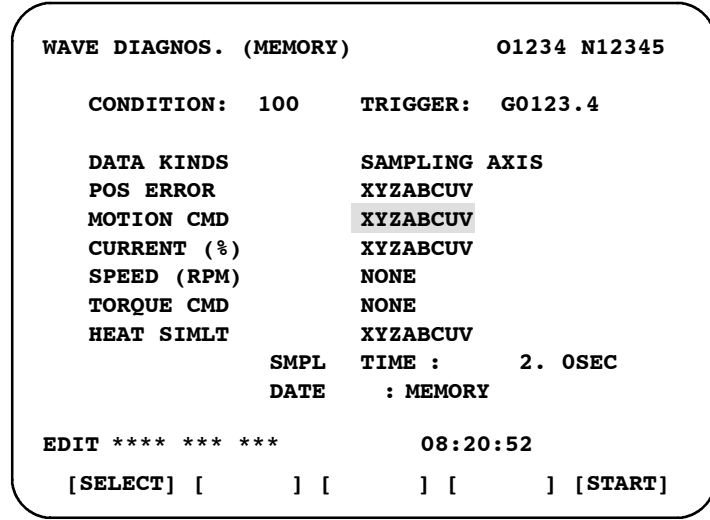 WAVE DIAGNOS. (MEMORY) O1234 N12345
CONDITION: 100 TRIGGER: G0123.4
DATA KINDS SAMPLING AXIS
POS ERROR XYZABCUV
MOTION CMD XYZABCUV
CURRENT (%) XYZABCUV
SPEED (RPM) NONE
TORQUE CMD NONE
HEAT SIMLT XYZABCUV
SMPL TIME : 2. 0SEC
DATE : MEMORY
EDIT **** *** *** 08:20:52
[SELECT] [ ] [ ] [ ] [START]